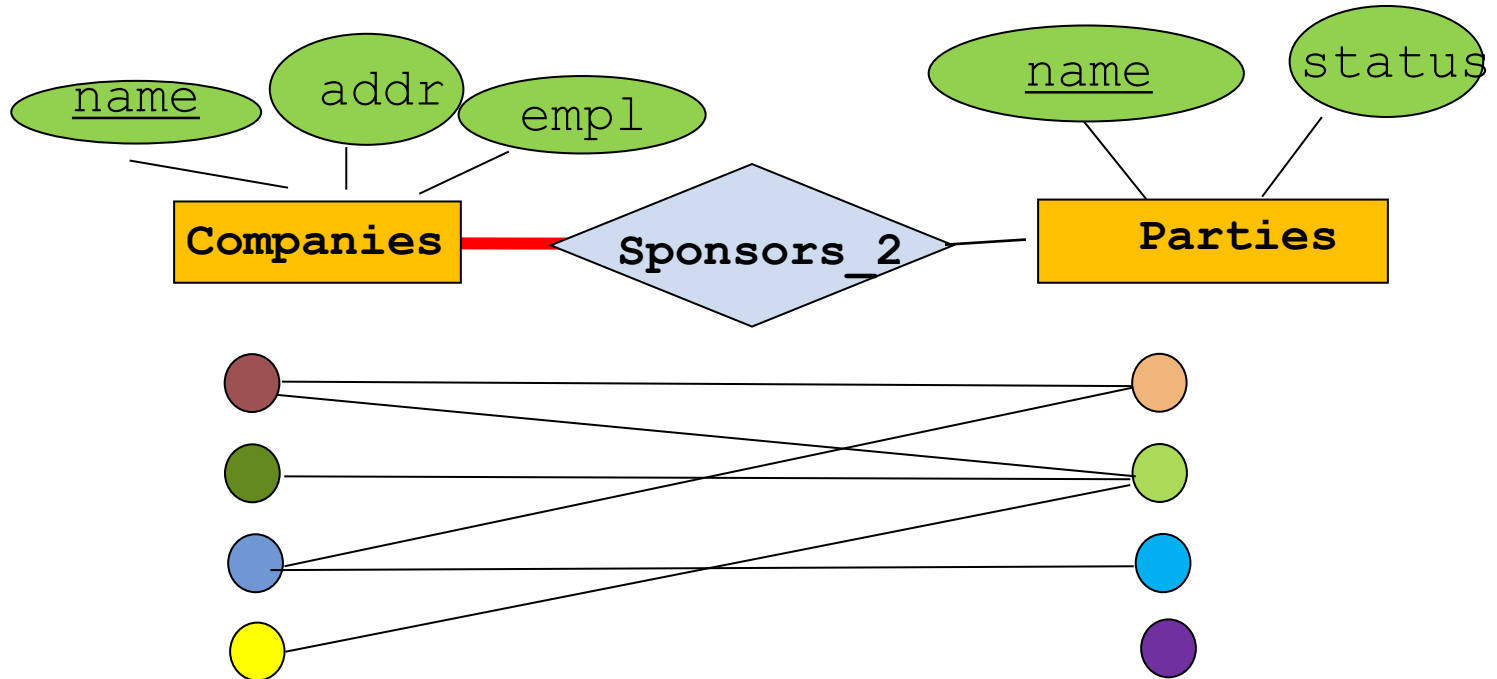 name
addr
empl
name
status
Companies
Sponsors_2
Parties